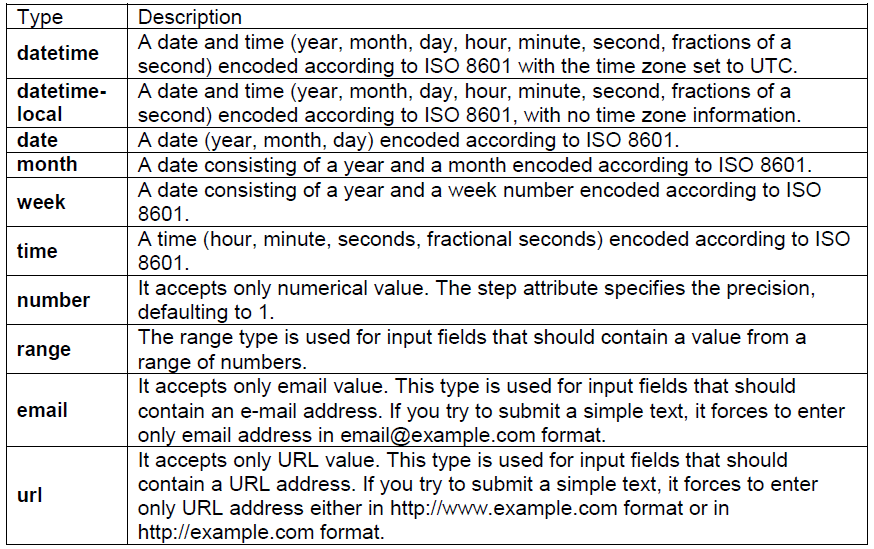 Type Description
datetime A date and time (year, month, day, hour, minute, second, fractions of a
second) encoded according to ISO 8601 with the time zone set to UTC.
datetime-
local
A date and time (year, month, day, hour, minute, second, fractions of a
second) encoded according to ISO 8601, with no time zone information.
date A date (year, month, day) encoded according to ISO 8601.
month A date consisting of a year and a month encoded according to ISO 8601.
week A date consisting of a year and a week number encoded according to ISO
8601.
time A time (hour, minute, seconds, fractional seconds) encoded according to ISO
8601.
number It accepts only numerical value. The step attribute specifies the precision,
defaulting to 1.
range The range type is used for input fields that should contain a value from a
range of numbers.
email It accepts only email value. This type is used for input fields that should
contain an e-mail address. If you try to submit a simple text, it forces to enter
only email address in email@example.com format.
url It accepts only URL value. This type is used for input fields that should
contain a URL address. If you try to submit a simple text, it forces to enter
only URL address either in http://www.example.com format or in
http://example.com format.